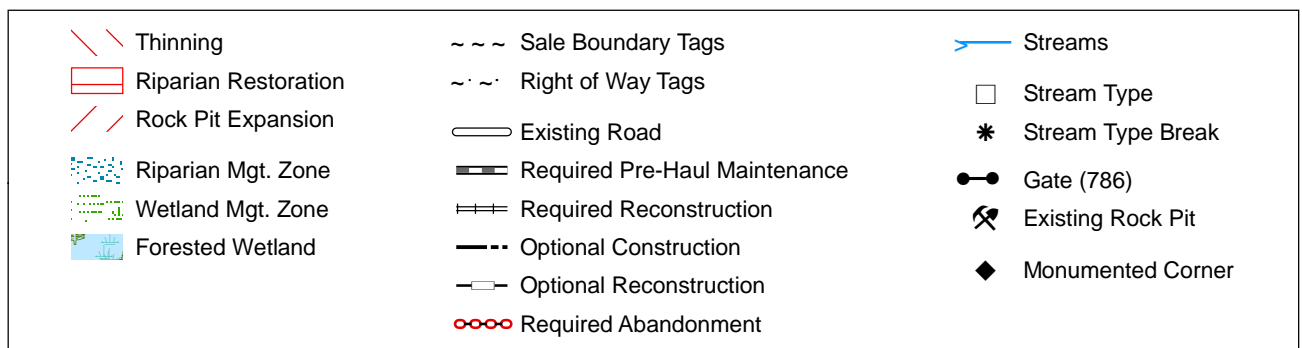 Thinning
Riparian Restoration
Rock Pit Expansion
Riparian Mgt. Zone
Wetland Mgt. Zone
Forested Wetland
Sale Boundary Tags
Right of Way Tags
Existing Road
Required Pre-Haul Maintenance
Required Reconstruction
Optional Construction
Optional Reconstruction
Required Abandonment
Streams
Stream Type
Stream Type Break
Gate (786)
Existing Rock Pit
Monumented Corner